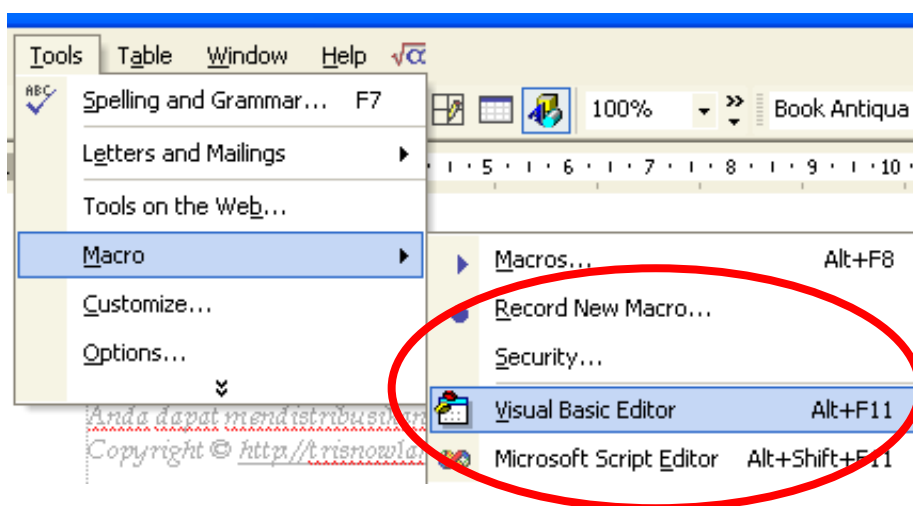 Tools Table Window Help √α
ABC Spelling and Grammar... F7
100% Book Antiqua
Letters and Mailings
5 6 7 8 9 10
Tools on the Web...
Macro
Macros... Alt+F8
Customize...
Record New Macro...
Options...
Security...
Anda dapat mendistribusikan
Visual Basic Editor Alt+F11
Copyright © http://trisnowla
Microsoft Script Editor Alt+Shift+F11